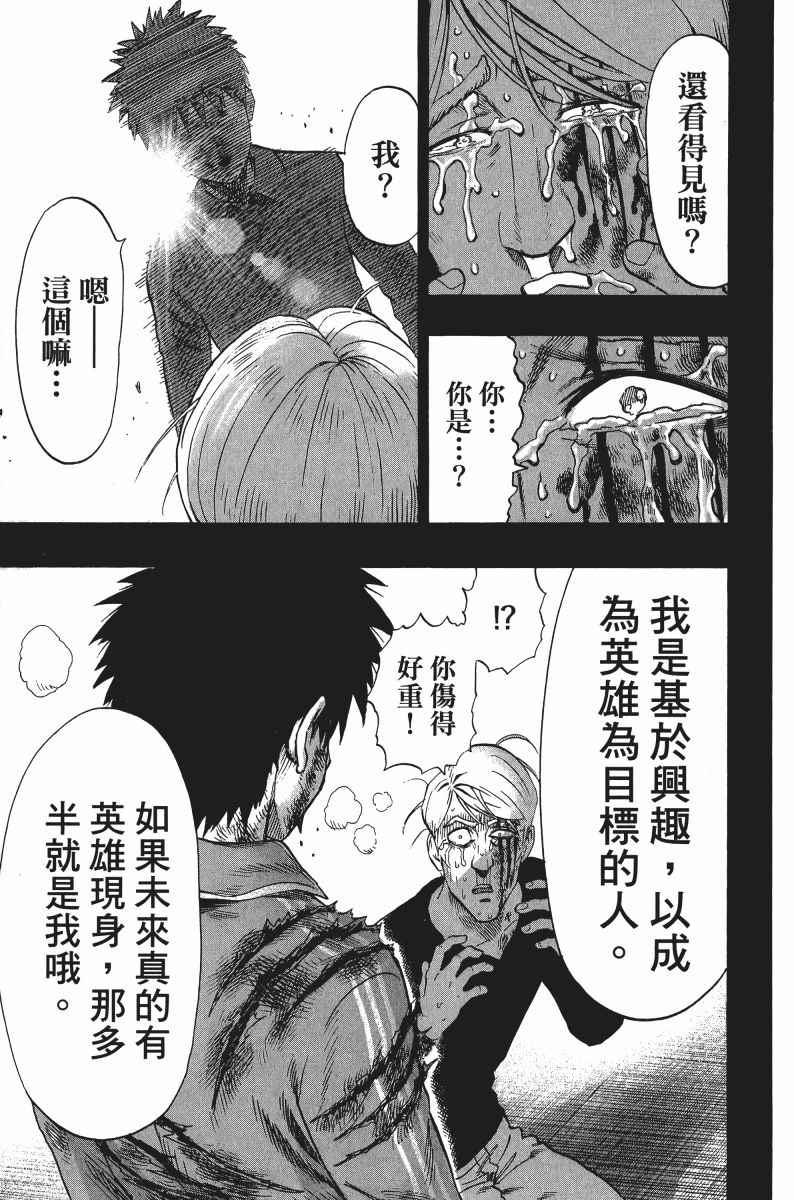 還看得見嗎？
你…
你是…？
我？
嗯——
這個嘛…
我是基於興趣，以成
為英雄為目標的人。
!?
你傷得
好重！
如果未來真的有
英雄現身，那多
半就是我哦。